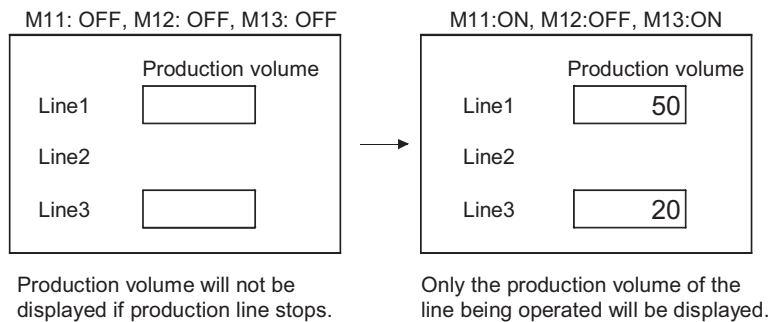 M11: OFF, M12: OFF, M13: OFF
Production volume
Line1
Line2
Line3
Production volume will not be
displayed if production line stops.
M11:ON, M12:OFF, M13:ON
Production volume
Line1 50
Line2
Line3 20
Only the production volume of the
line being operated will be displayed.